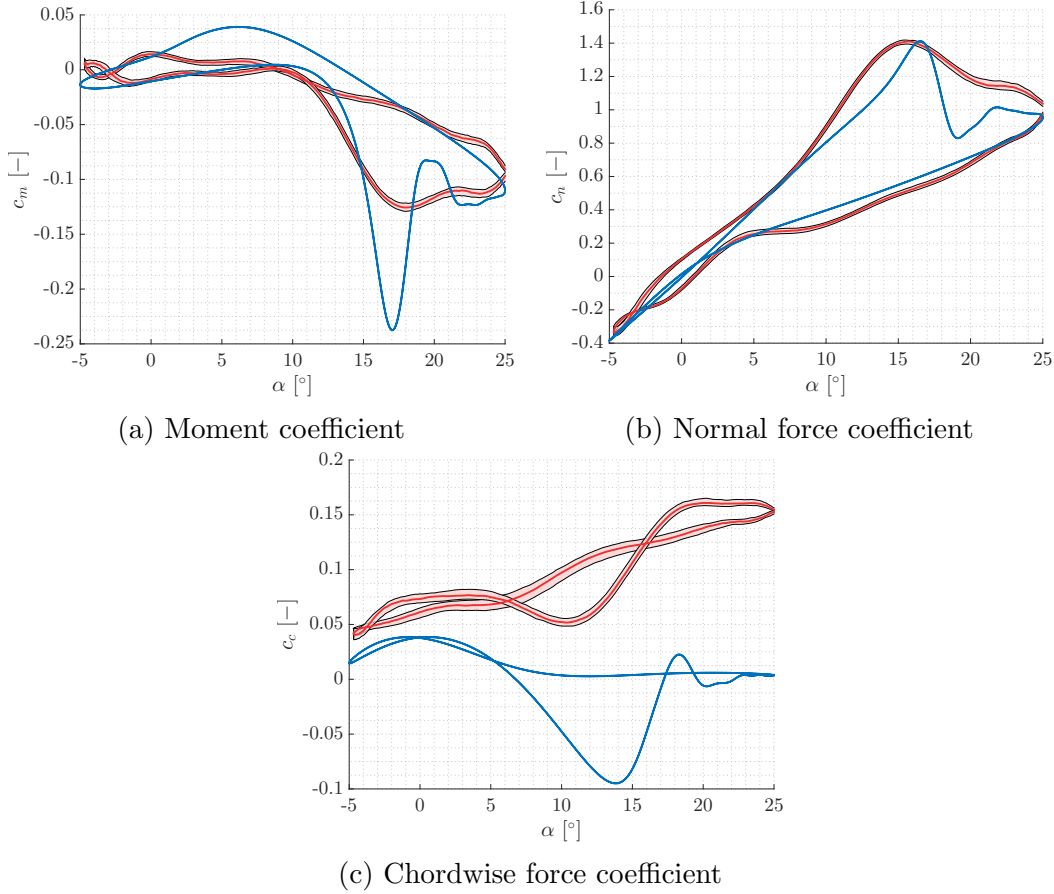 0.05
0
-0.05
-0.1
-0.15
-0.2
-0.25
c_m [−]
-5 0 5 10 15 20 25
α [°]
(a) Moment coefficient
1.6
1.4
1.2
1
0.8
0.6
0.4
0.2
0
-0.2
-0.4
c_n [−]
-5 0 5 10 15 20 25
α [°]
(b) Normal force coefficient
0.2
0.15
0.1
0.05
0
-0.05
-0.1
c_c [−]
-5 0 5 10 15 20 25
α [°]
(c) Chordwise force coefficient